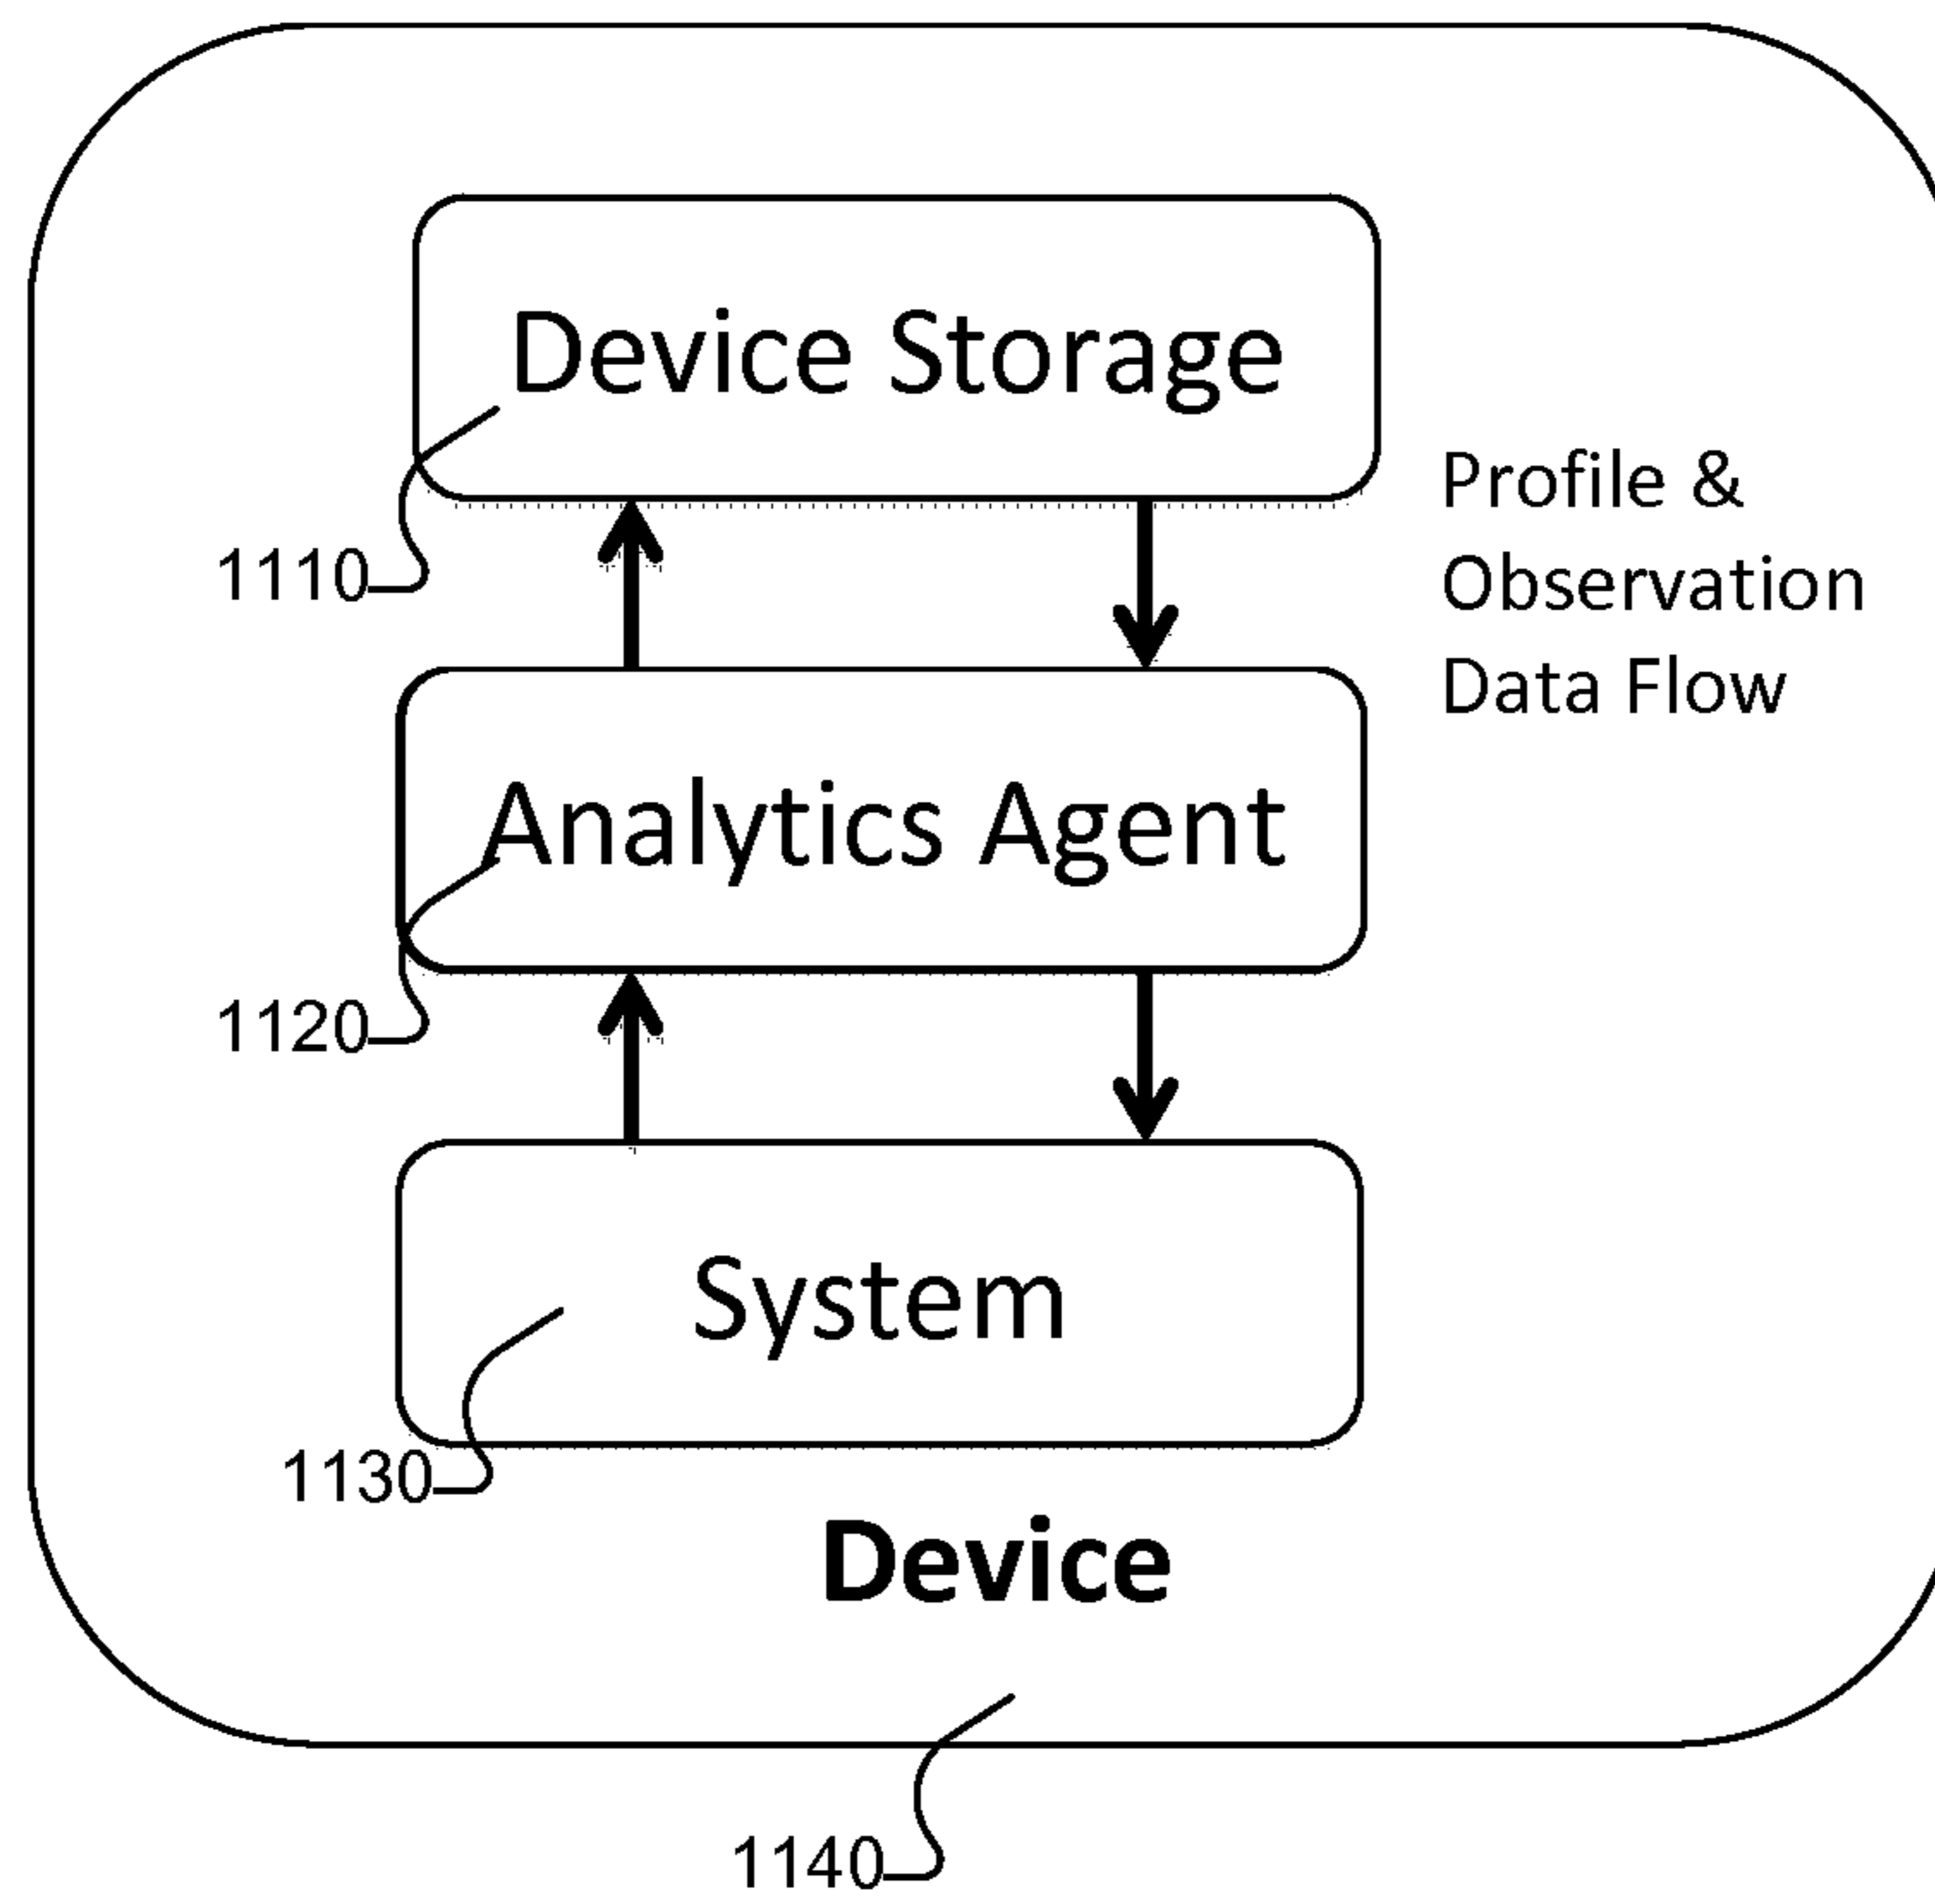 Device Storage
Profile &
Observation
Data Flow
1110
Analytics Agent
1120
System
1130
Device
1140